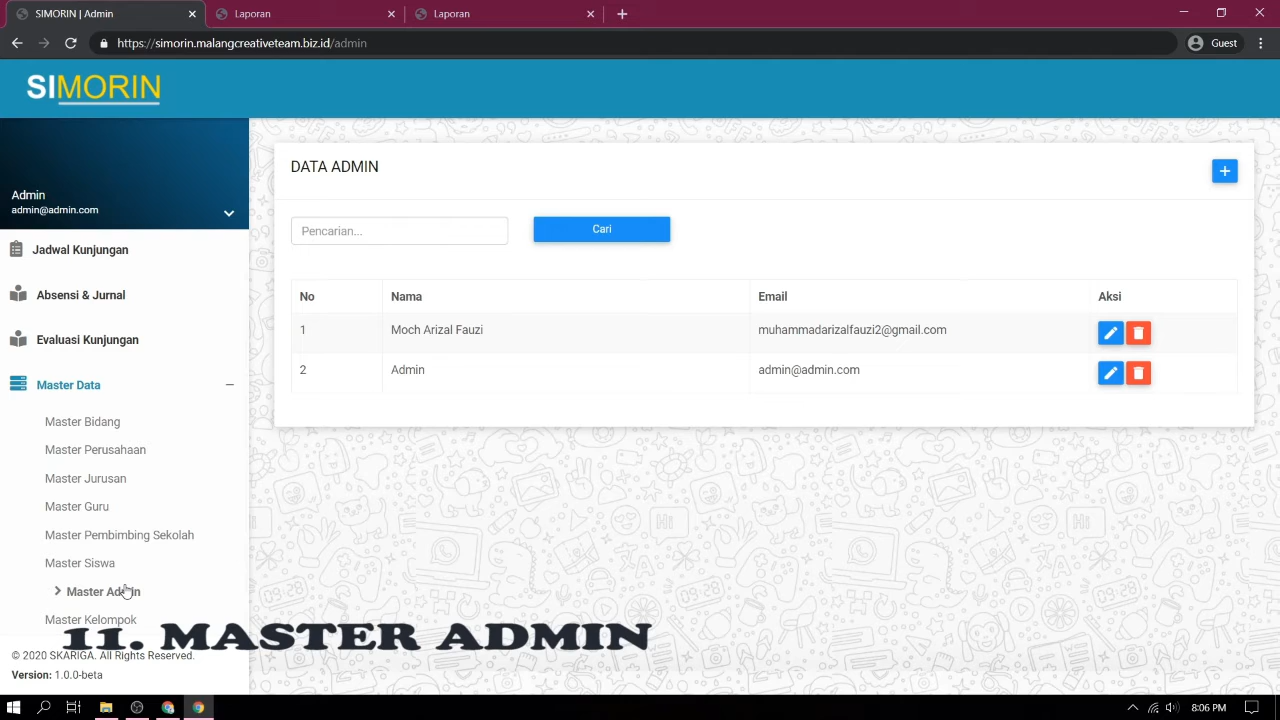 SIMORIN | Admin
Laporan
Laporan
https://simorin.malangcreativeteam.biz.id/admin
Guest
SIMORIN
Admin
admin@admin.com
Jadwal Kunjungan
Absensi & Jurnal
Evaluasi Kunjungan
Master Data
Master Bidang
Master Perusahaan
Master Jurusan
Master Guru
Master Pembimbing Sekolah
Master Siswa
Master Admin
Master Kelompok
© 2020 SKARIGA. All Rights Reserved.
Version: 1.0.0-beta
DATA ADMIN
Pencarian...
Cari
No Nama Email Aksi
1 Moch Arizal Fauzi muhammadarizalfauzi2@gmail.com
2 Admin admin@admin.com
Hi
Hi
11. MASTER ADMIN
8:06 PM